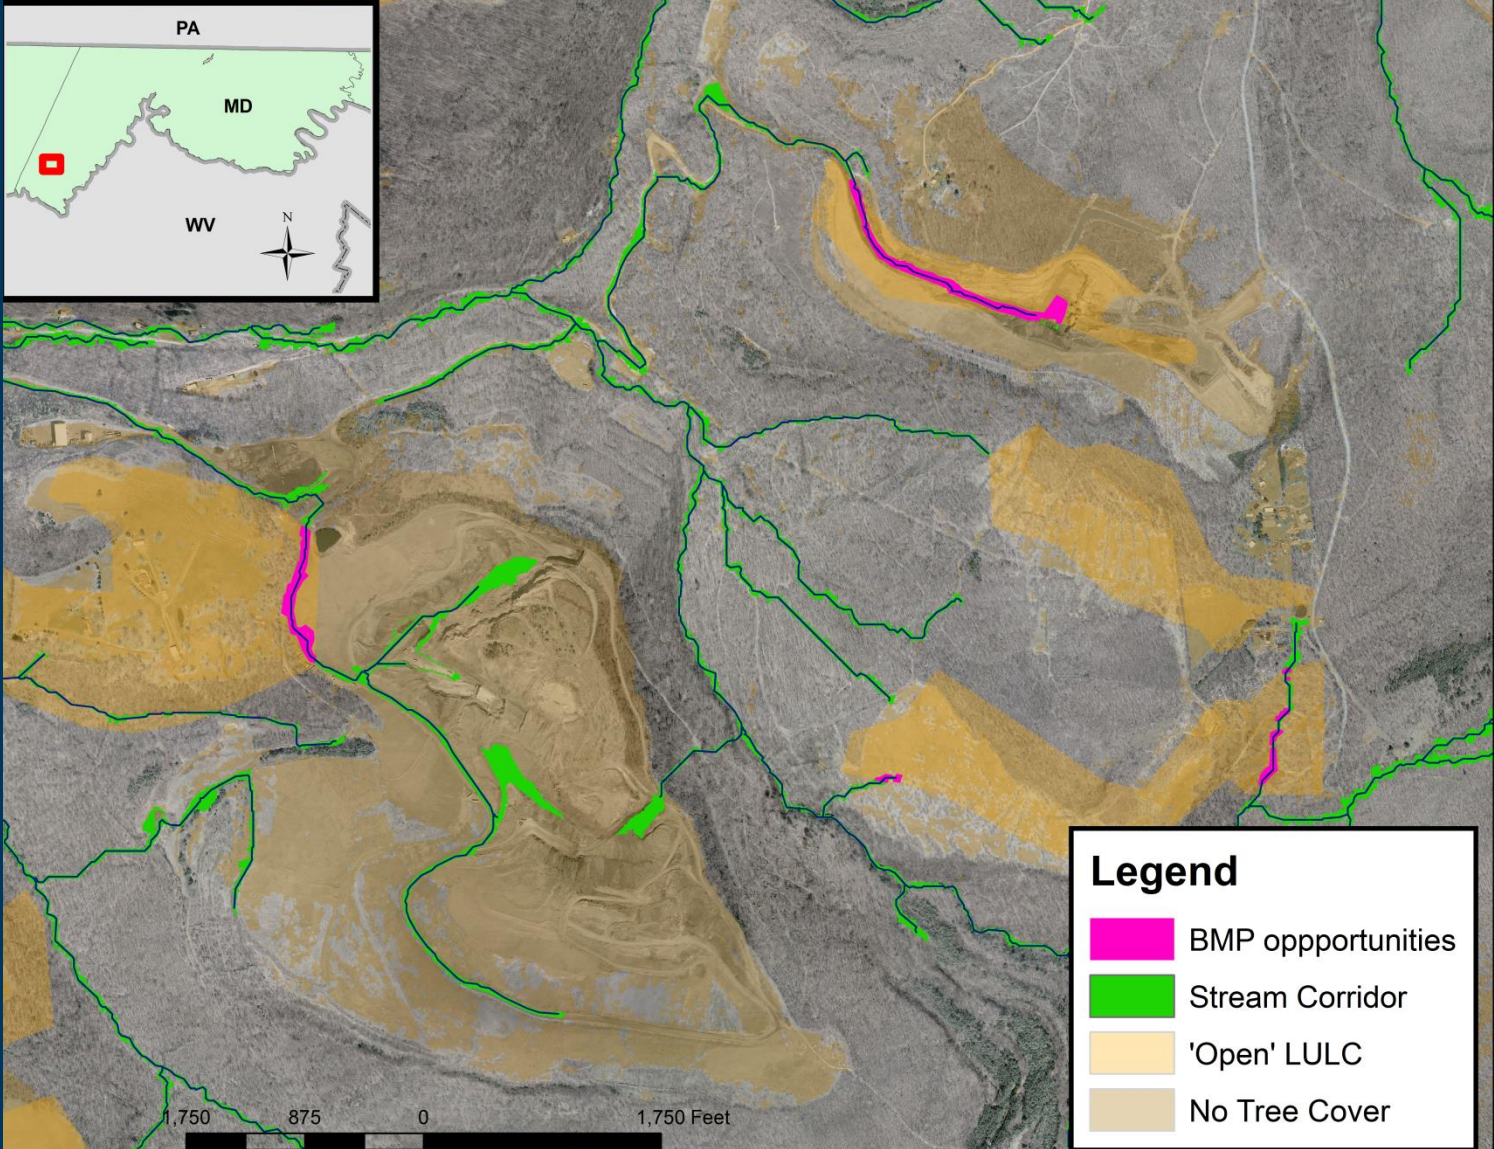 PA
MD
WV
N
Legend
BMP oppportunities
Stream Corridor
'Open' LULC
No Tree Cover
1,750 875 0 1,750 Feet